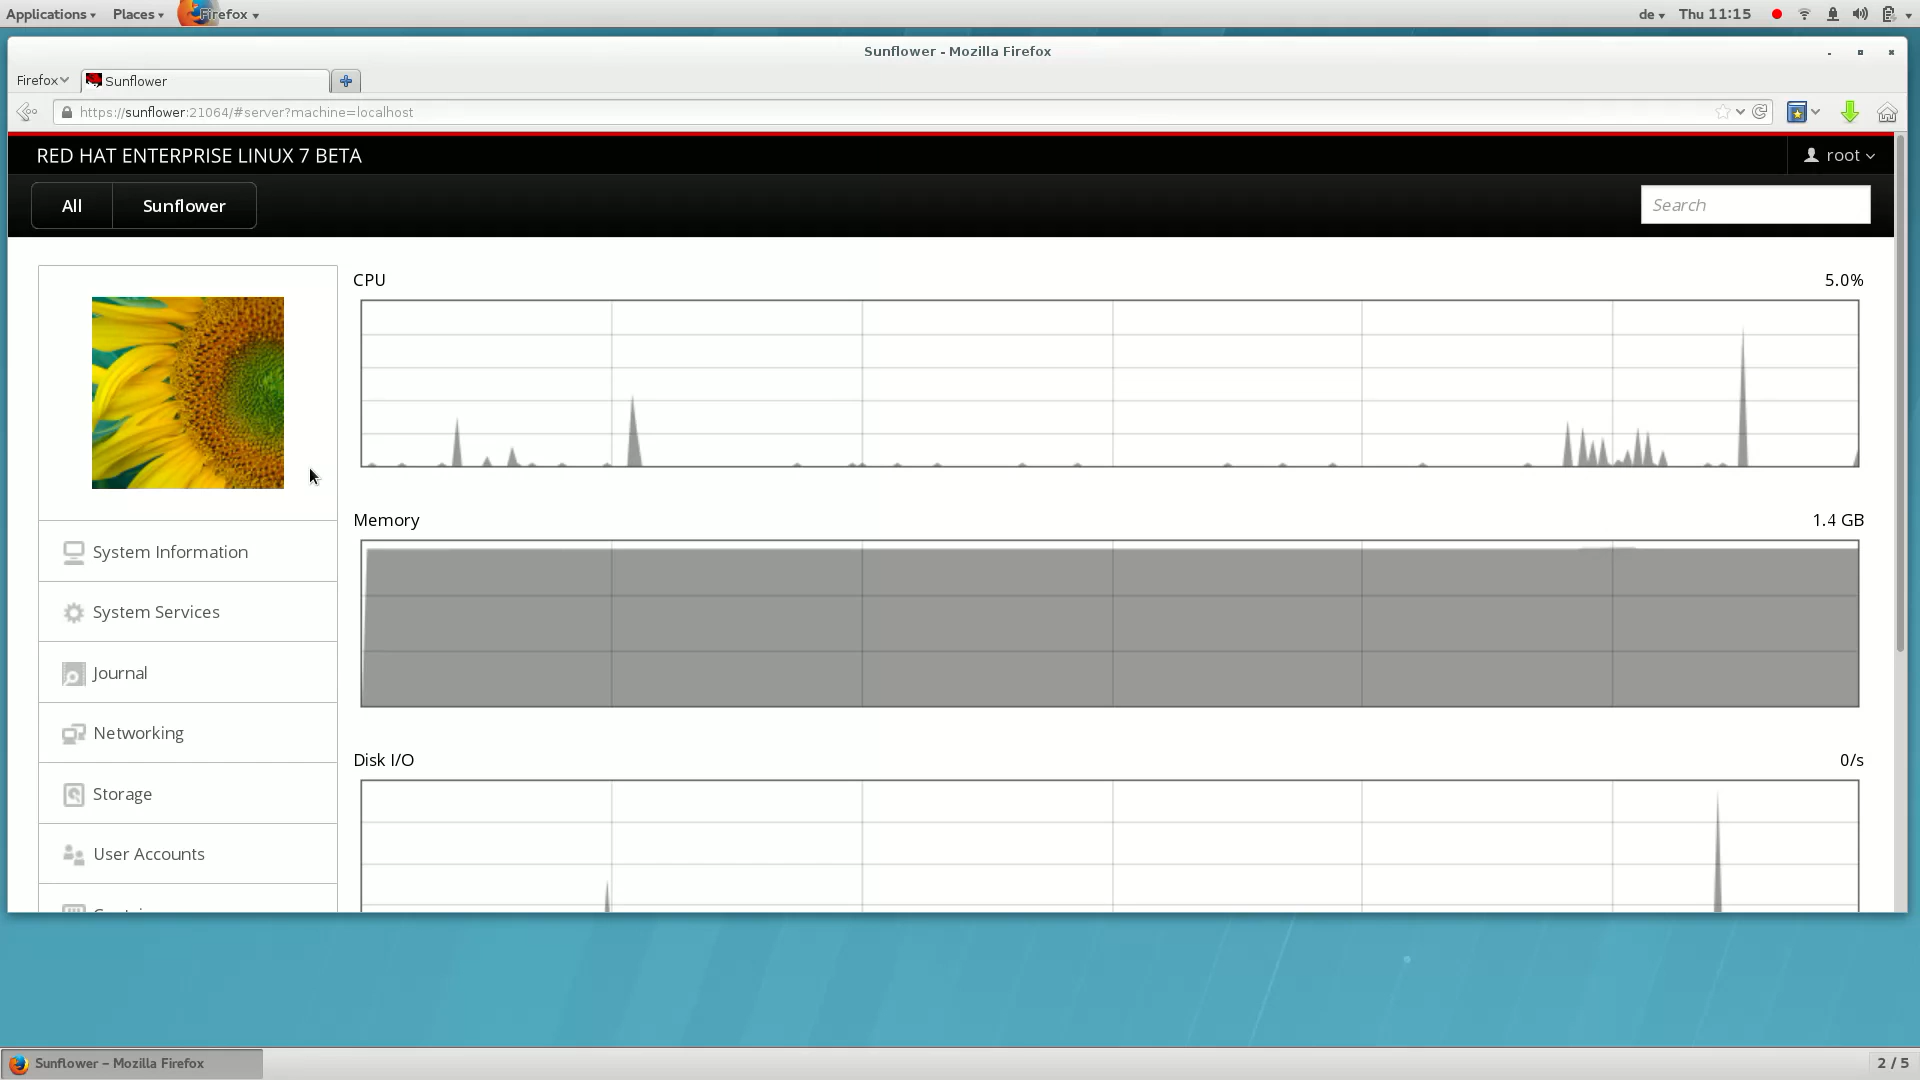 Applications Places Firefox de Thu 11:15
Sunflower - Mozilla Firefox
Firefox Sunflower
https://sunflower:21064/#server?machine=localhost
RED HAT ENTERPRISE LINUX 7 BETA root
All Sunflower Search
CPU 5.0%
Memory 1.4 GB
System Information
System Services
Journal
Networking
Disk I/O 0/s
Storage
User Accounts
Sunflower – Mozilla Firefox 2 / 5